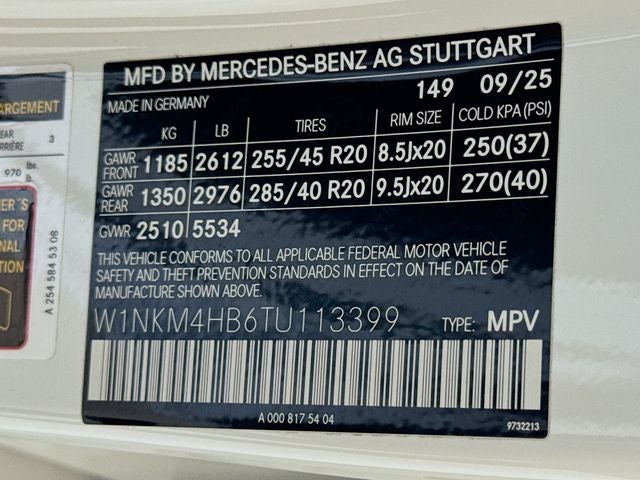 MFD BY MERCEDES-BENZ AG STUTTGART
149 09/25
MADE IN GERMANY
KG LB TIRES RIM SIZE COLD KPA (PSI)
GAWR FRONT 1185 2612 255/45 R20 8.5Jx20 250(37)
GAWR REAR 1350 2976 285/40 R20 9.5Jx20 270(40)
GVWR 2510 5534
THIS VEHICLE CONFORMS TO ALL APPLICABLE FEDERAL MOTOR VEHICLE
SAFETY AND THEFT PREVENTION STANDARDS IN EFFECT ON THE DATE OF
MANUFACTURE SHOWN ABOVE.
W1NKM4HB6TU113399 TYPE: MPV
A 000 817 54 04
9732213
ARGEMENT
EAR
ARRIÈRE 3
970 lbs.
lb.
ER´S
FOR
NAL
TION
A 254 584 53 08